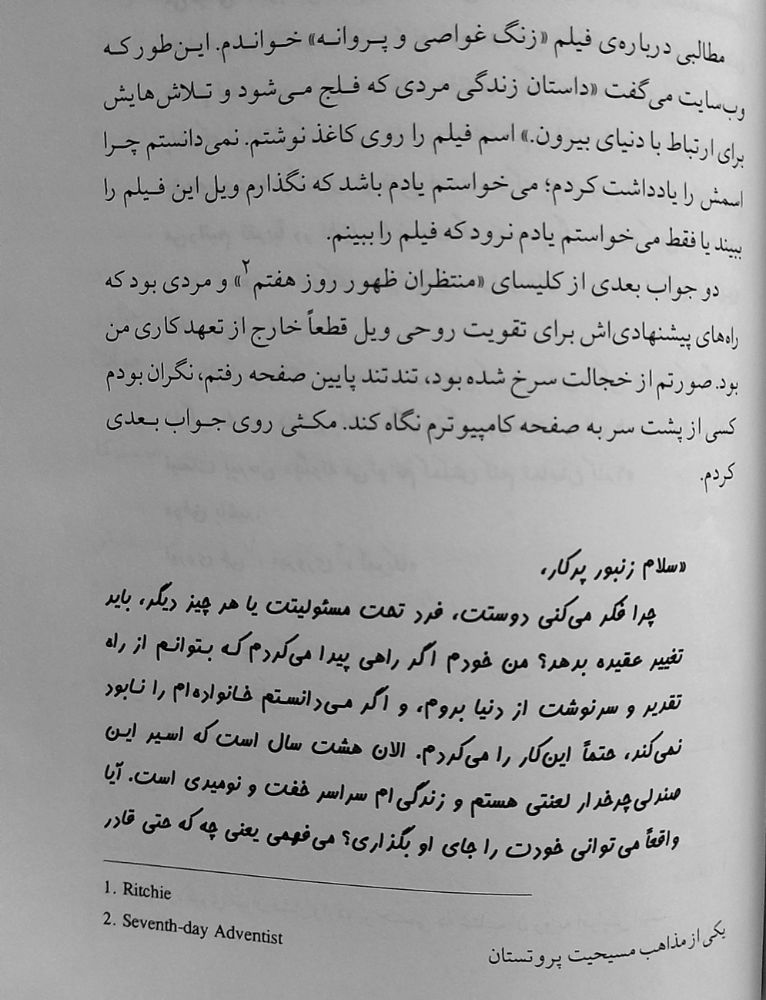 مطالبی درباره‌ی فیلم «زنگ غواصی و پروانه» خواندم. این‌طور که
وب‌سایت می‌گفت «داستان زندگی مردی که فلج می‌شود و تلاش‌هایش
برای ارتباط با دنیای بیرون.» اسم فیلم را روی کاغذ نوشتم. نمی‌دانستم چرا
اسمش را یادداشت کردم؛ می‌خواستم یادم باشد که نگذارم ویل این فیلم را
ببیند یا فقط می‌خواستم یادم نرود که فیلم را ببینم.
دو جواب بعدی از کلیسای «منتظران ظهور روز هفتم۲» و مردی بود که
راه‌های پیشنهادی‌اش برای تقویت روحی ویل قطعاً خارج از تعهد کاری من
بود. صورتم از خجالت سرخ شده بود، تند تند پایین صفحه رفتم، نگران بودم
کسی از پشت سر به صفحه کامپیوترم نگاه کند. مکثی روی جواب بعدی
کردم.
«سلام زنبور پرکار،
چرا فکر می‌کنی دوستت، فرد تحت مسئولیتت یا هر چیز دیگر، باید
تغییر عقیده بدهد؟ من خودم اگر راهی پیدا می‌کردم که بتوانم از راه
تقدیر و سرنوشت از دنیا بروم، و اگر می‌دانستم خانواده‌ام را نابود
نمی‌کند، حتماً این‌کار را می‌کردم. الان هشت سال است که اسیر این
صندلی‌چرخدار لعنتی هستم و زندگی‌ام سراسر خفت و نومیدی است. آیا
واقعاً می‌توانی خودت را جای او بگذاری؟ می‌فهمی یعنی چه که حتی قادر
1. Ritchie
2. Seventh-day Adventist
یکی از مذاهب مسیحیت پروتستان